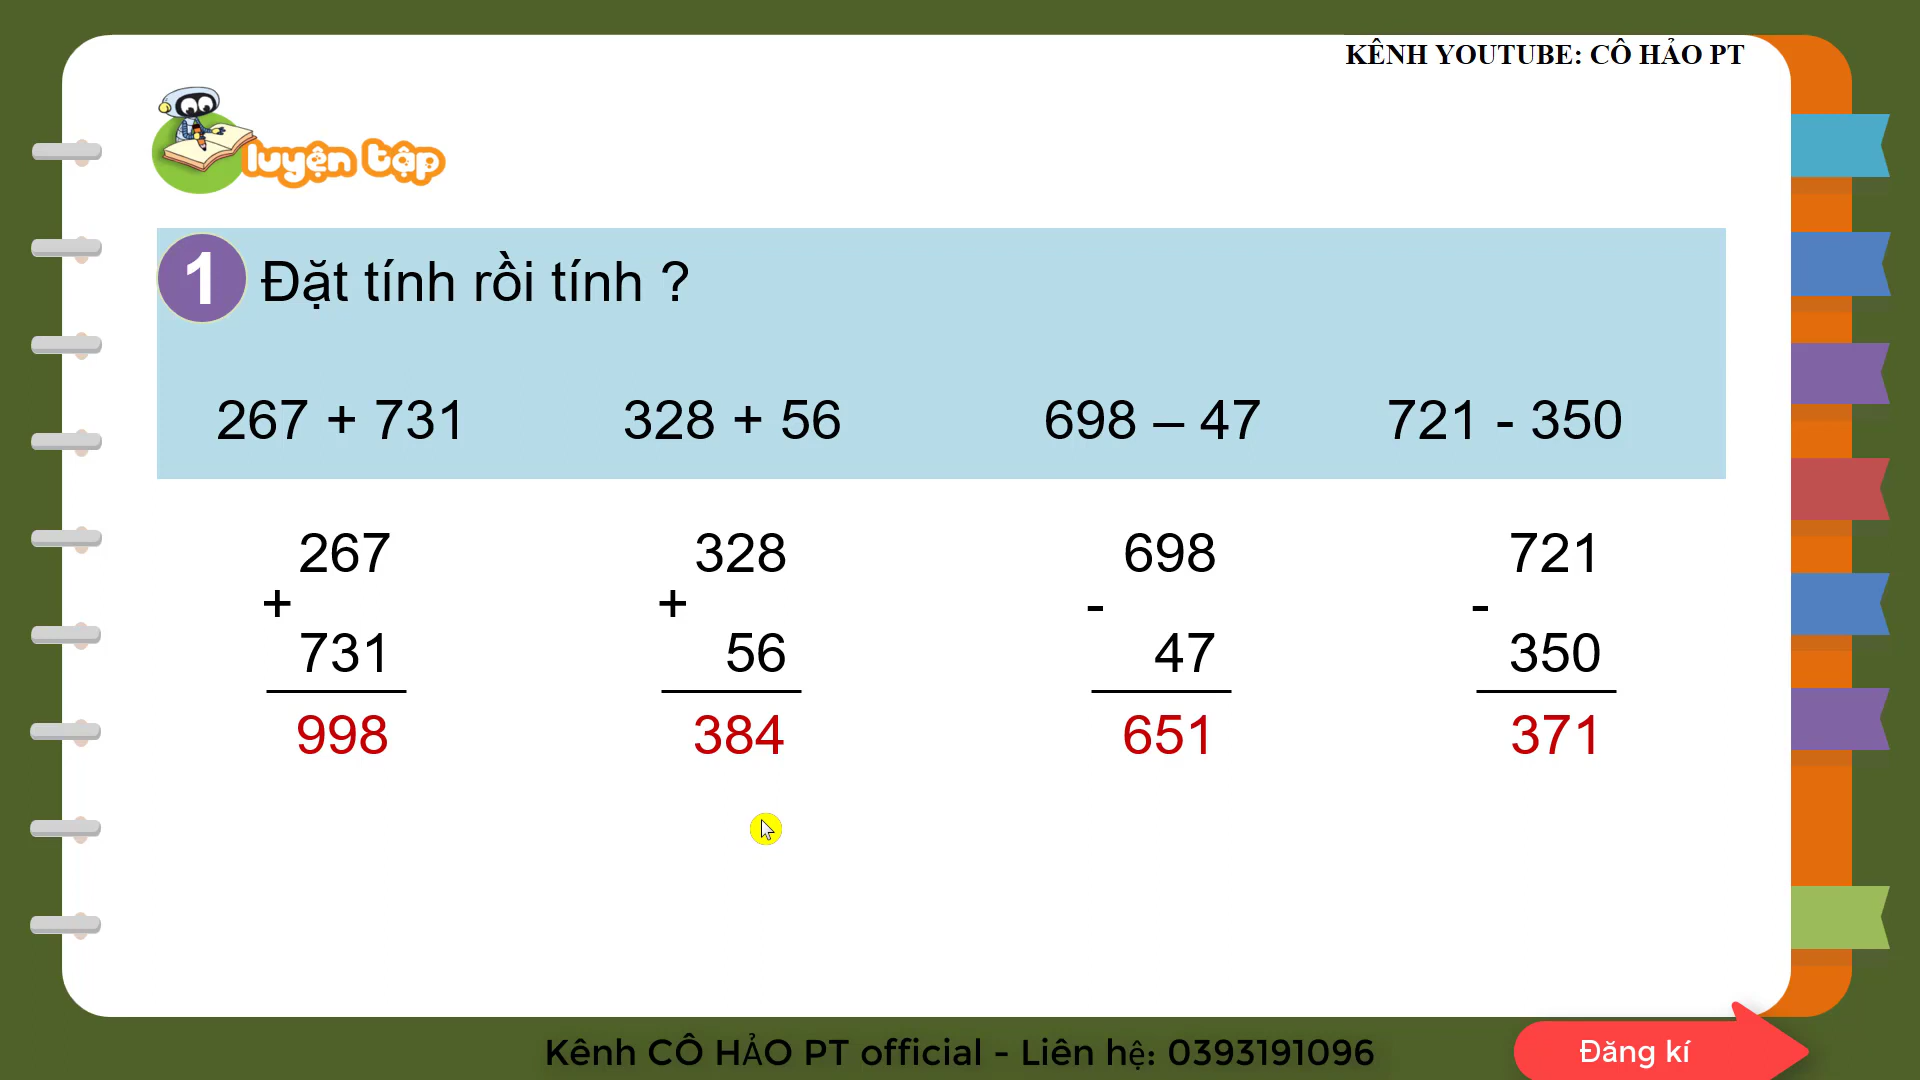 KÊNH YOUTUBE: CÔ HẢO PT
luyện tập
1 Đặt tính rồi tính ?
267 + 731 328 + 56 698 – 47 721 - 350
267 328 698 721
+ + - -
731 56 47 350
998 384 651 371
Kênh CÔ HẢO PT official - Liên hệ: 0393191096
Đăng kí